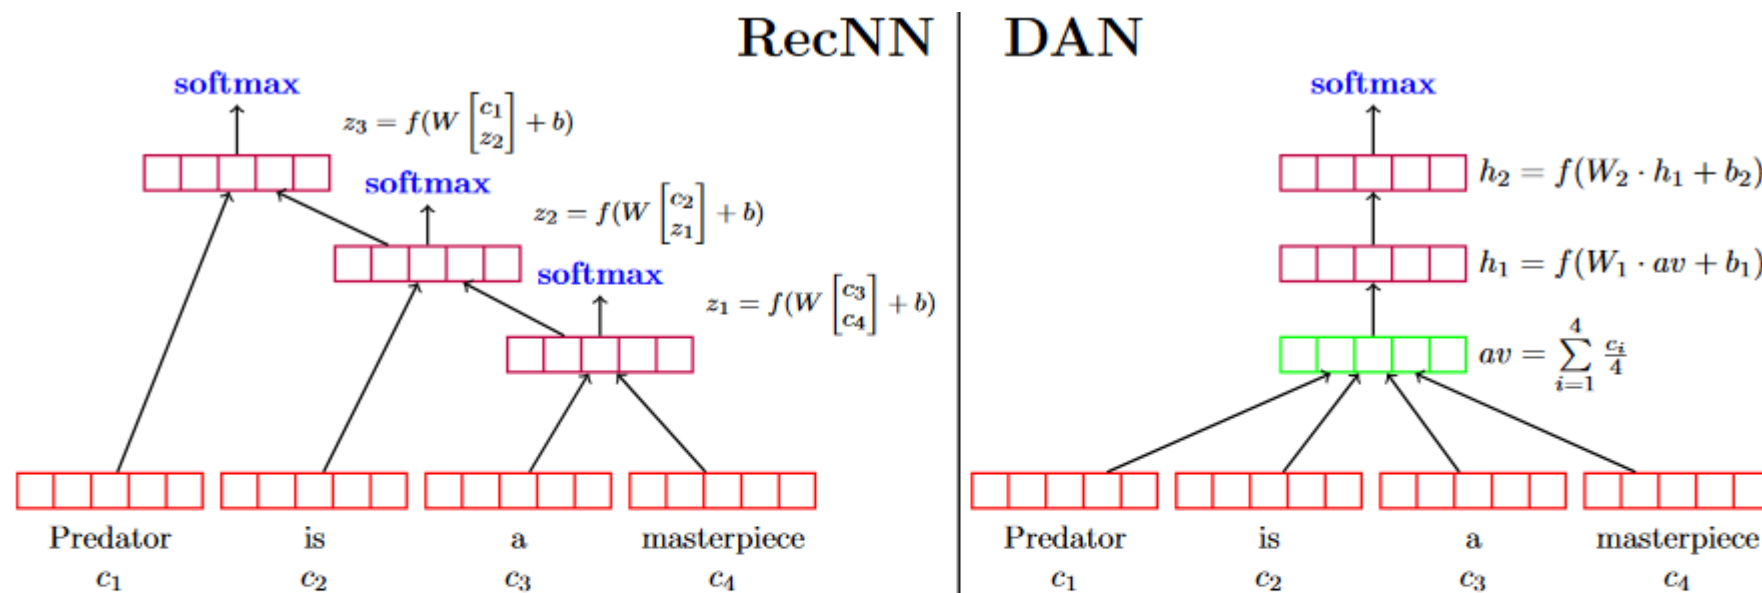 RecNN
softmax
z₃ = f(W [c₁ z₂] + b)
softmax
z₂ = f(W [c₂ z₁] + b)
softmax
z₁ = f(W [c₃ c₄] + b)
Predator is a masterpiece
c₁ c₂ c₃ c₄
DAN
softmax
h₂ = f(W₂ · h₁ + b₂)
h₁ = f(W₁ · av + b₁)
av = ∑_{i=1}^{4} c_i/4
Predator is a masterpiece
c₁ c₂ c₃ c₄